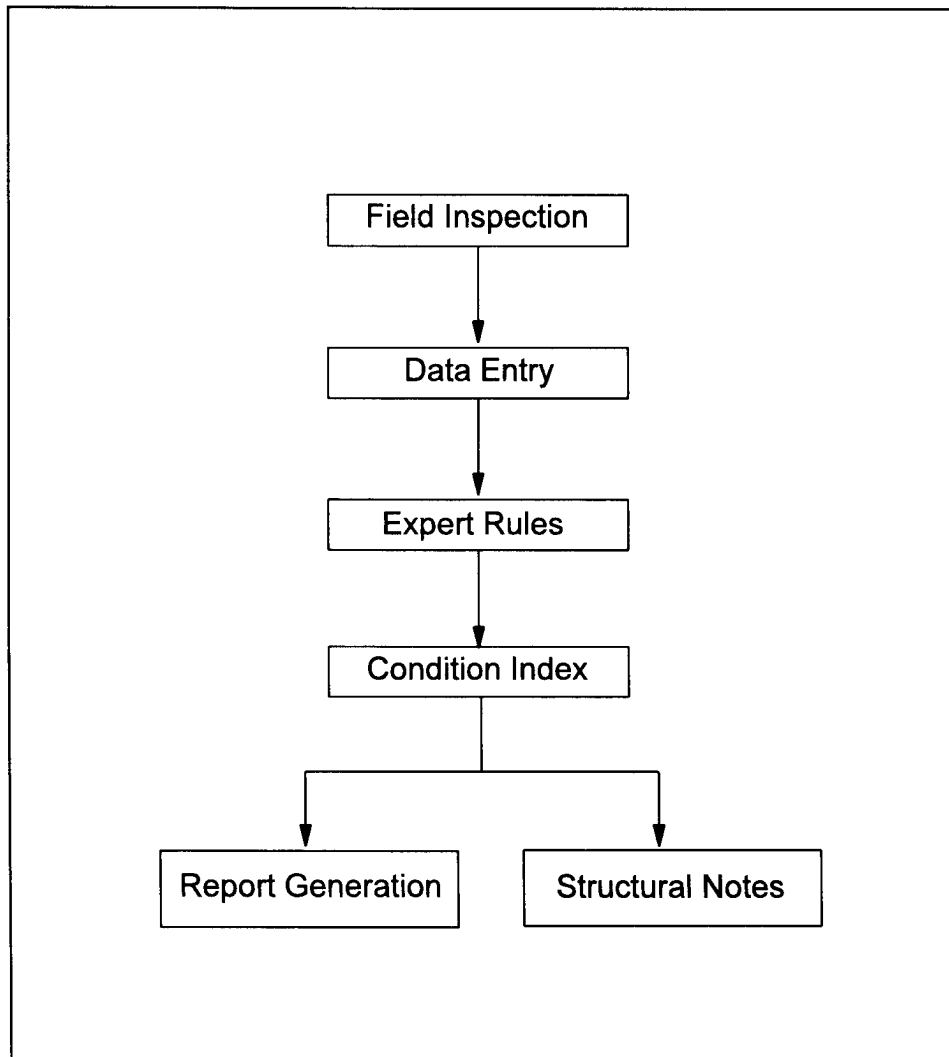 Field Inspection
Data Entry
Expert Rules
Condition Index
Report Generation
Structural Notes